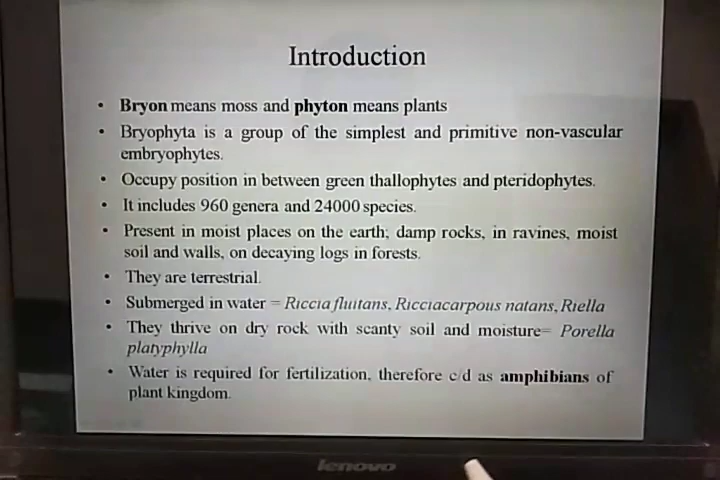 Introduction
• Bryon means moss and phyton means plants
• Bryophyta is a group of the simplest and primitive non-vascular
embryophytes.
• Occupy position in between green thallophytes and pteridophytes.
• It includes 960 genera and 24000 species.
• Present in moist places on the earth; damp rocks, in ravines, moist
soil and walls, on decaying logs in forests.
• They are terrestrial.
• Submerged in water = Riccia fluitans, Ricciacarpous natans, Riella
• They thrive on dry rock with scanty soil and moisture= Porella
platyphylla
• Water is required for fertilization, therefore c/d as amphibians of
plant kingdom.
lenovo